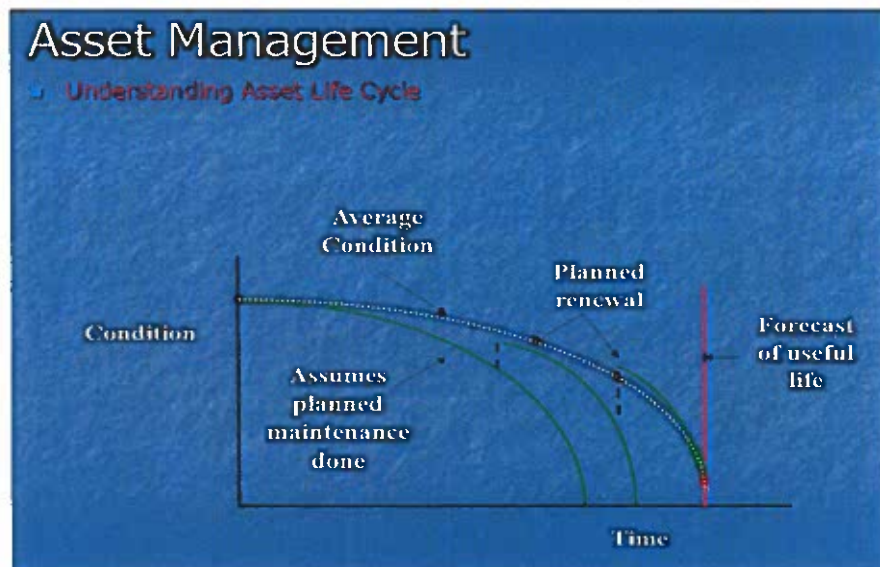 Asset Management
Understanding Asset Life Cycle
Average
Condition
Planned
renewal
Condition
Forecast
of useful
life
Assumes
planned
maintenance
done
Time